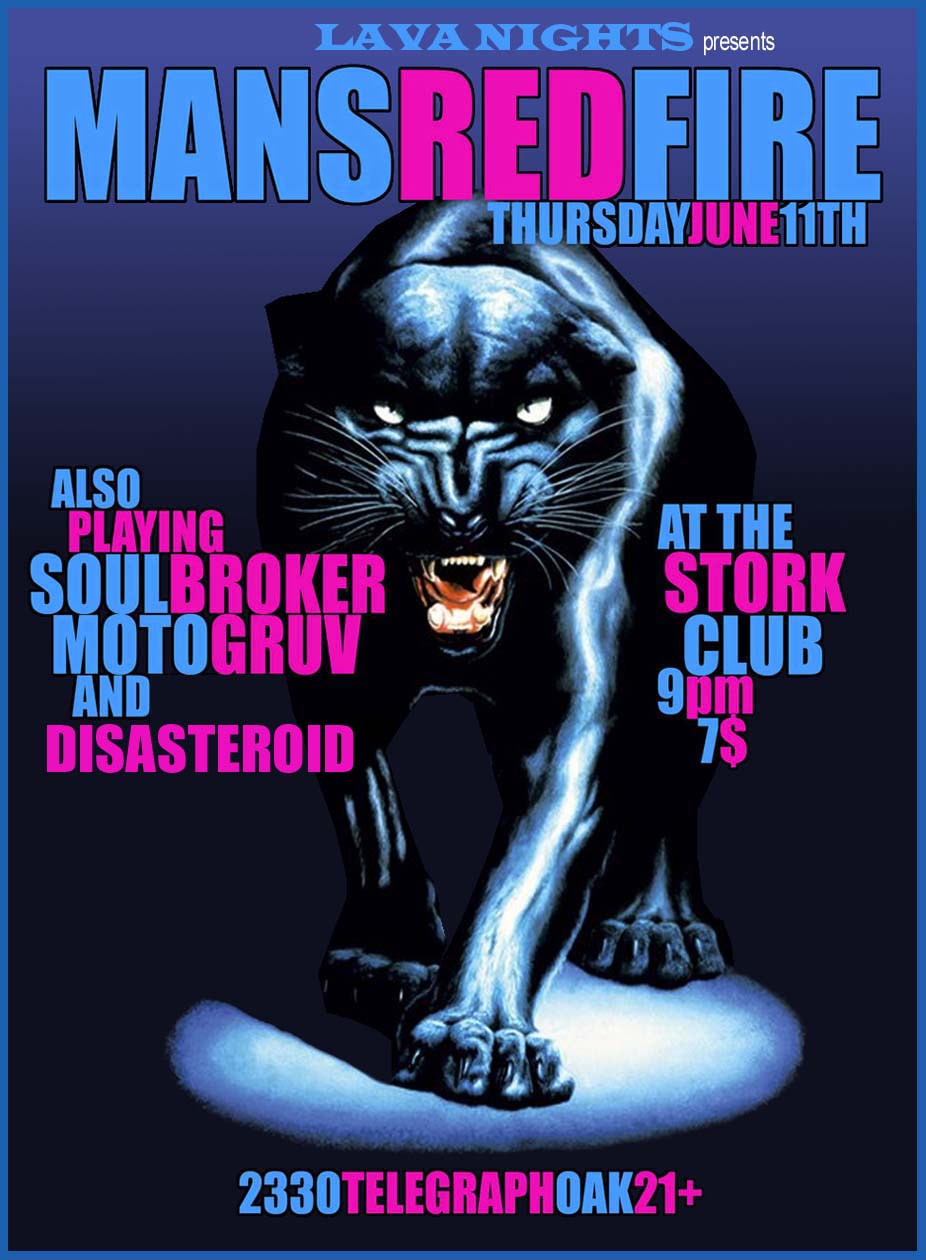 LAVA NIGHTS presents
MANSREDFIRE
THURSDAYJUNE11TH
ALSO
PLAYING
SOULBROKER
MOTOGRUV
AND
DISASTEROID
AT THE
STORK
CLUB
9pm
7$
2330TELEGRAPHOAK21+